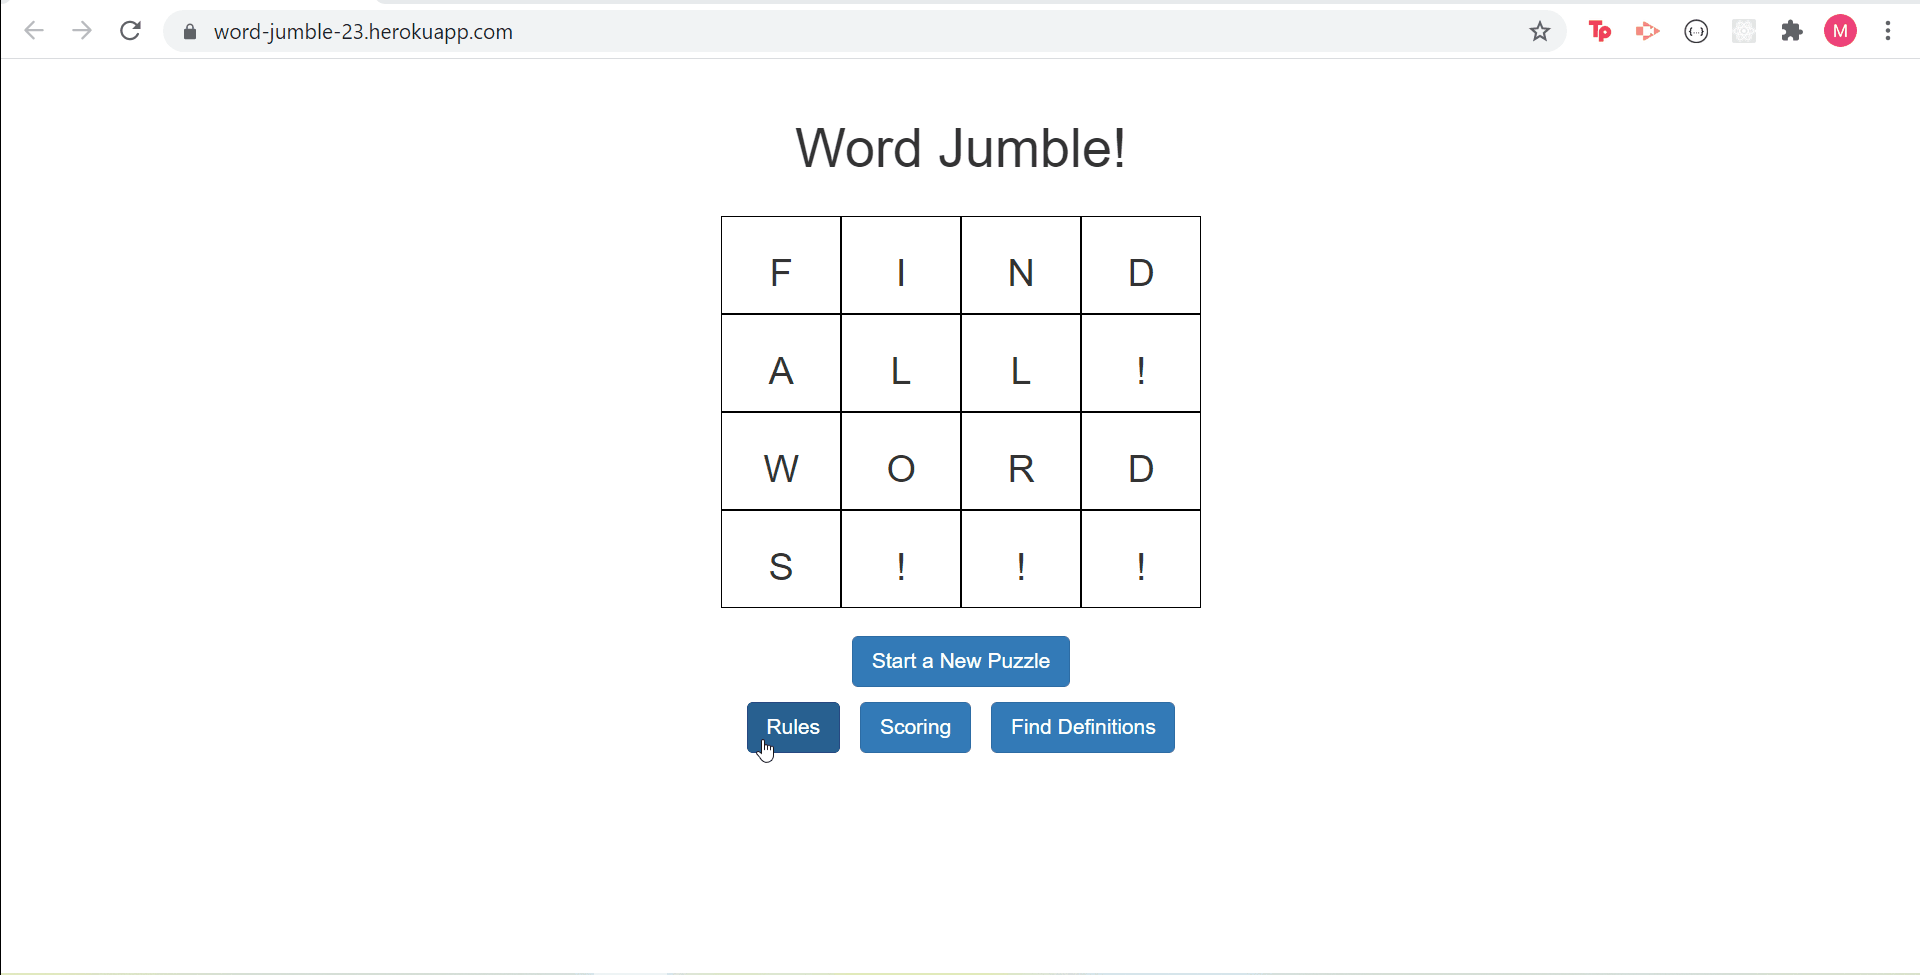 word-jumble-23.herokuapp.com
Tp
{...}
M
Word Jumble!
F I N D
A L L !
W O R D
S ! ! !
Start a New Puzzle
Rules Scoring Find Definitions